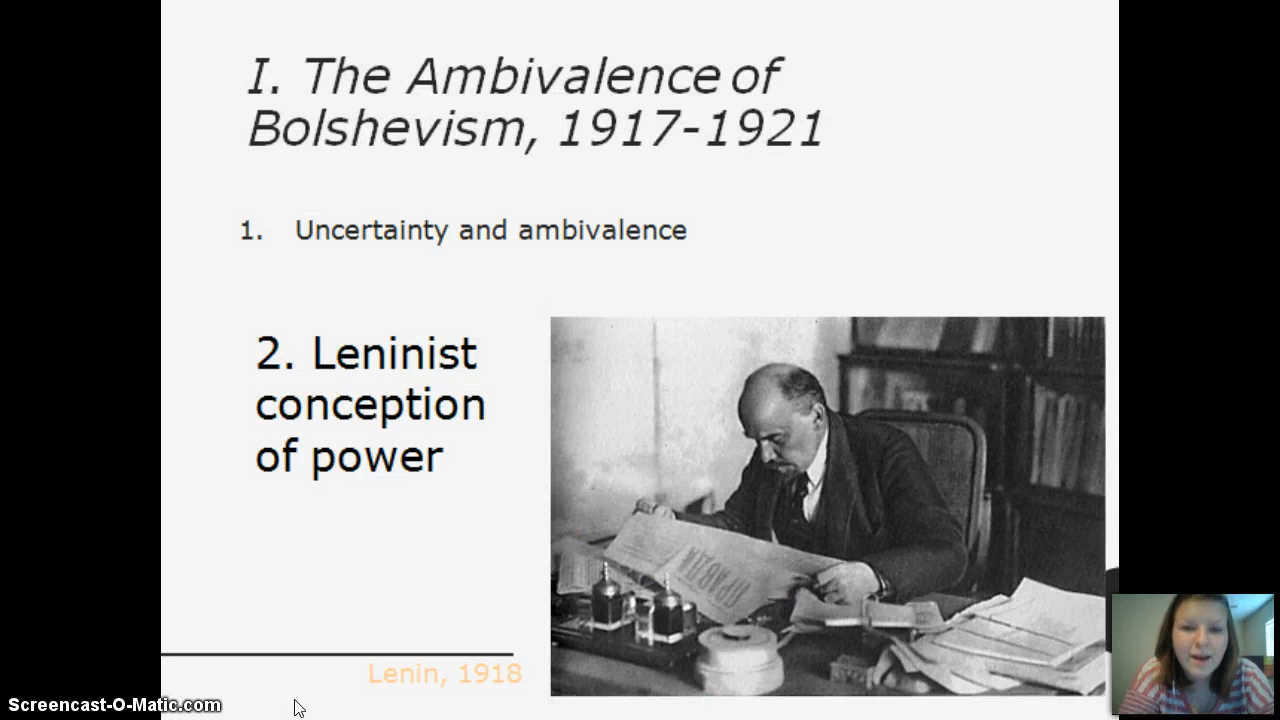 I. The Ambivalence of
Bolshevism, 1917-1921
1. Uncertainty and ambivalence
2. Leninist
conception
of power
ПРАВДА
Lenin, 1918
Screencast-O-Matic.com